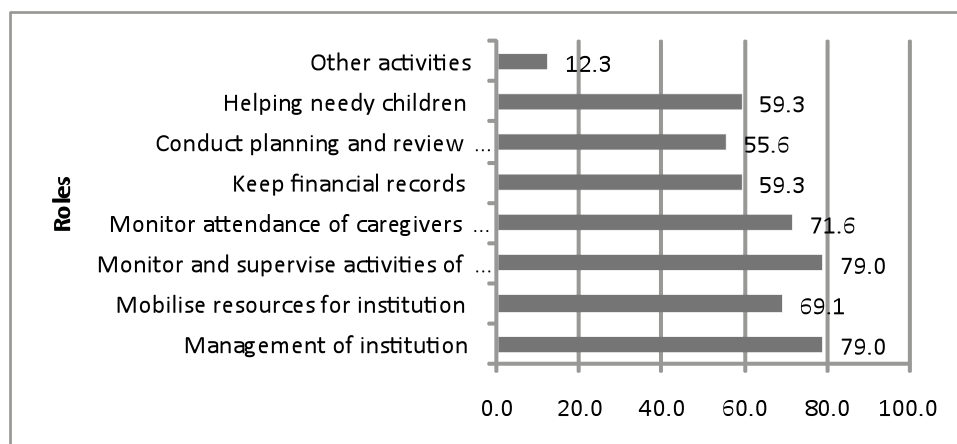 Roles
Other activities 12.3
Helping needy children 59.3
Conduct planning and review ... 55.6
Keep financial records 59.3
Monitor attendance of caregivers ... 71.6
Monitor and supervise activities of ... 79.0
Mobilise resources for institution 69.1
Management of institution 79.0
0.0 20.0 40.0 60.0 80.0 100.0